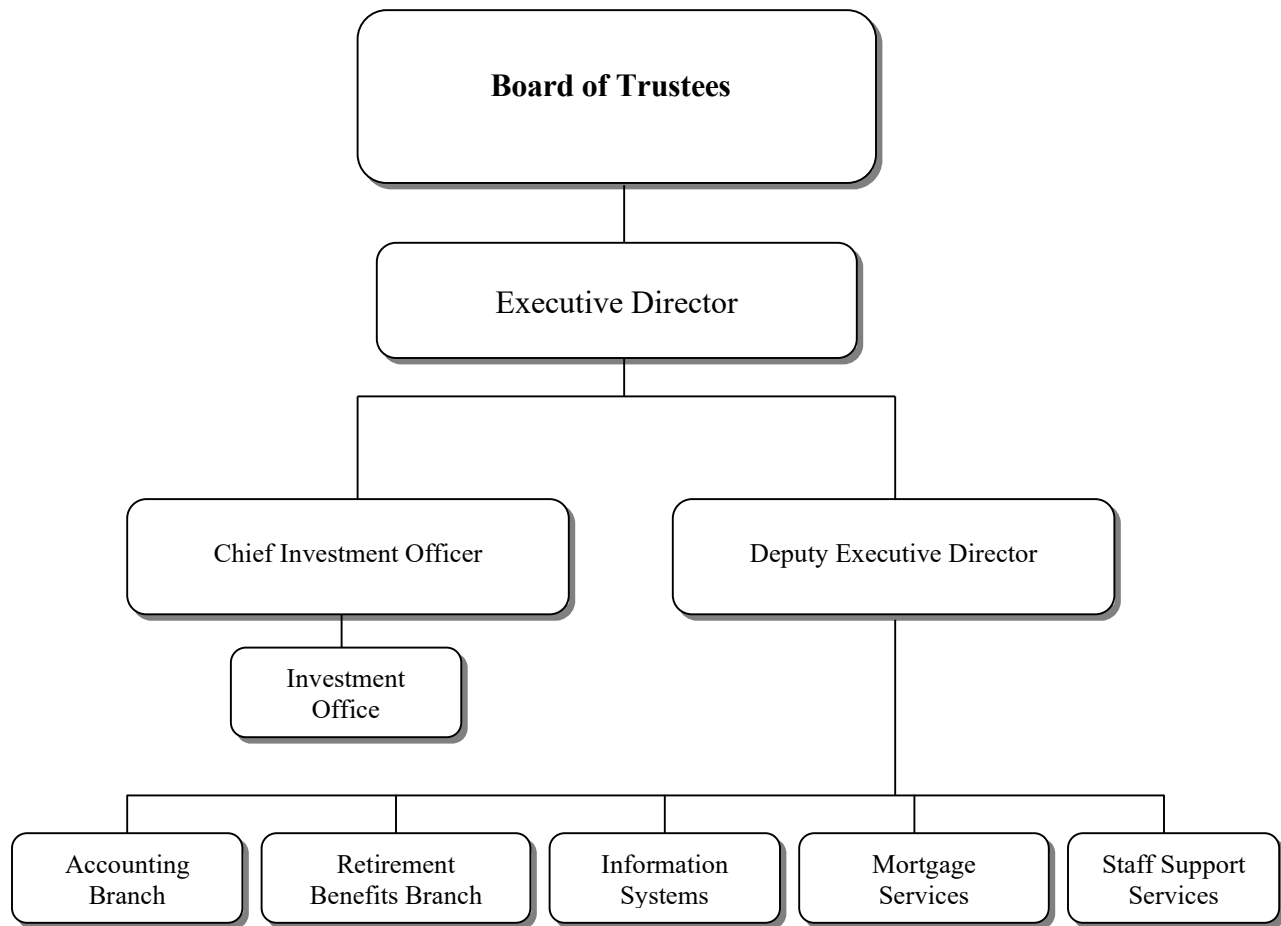 Board of Trustees
Executive Director
Chief Investment Officer
Deputy Executive Director
Investment
Office
Accounting
Branch
Retirement
Benefits Branch
Information
Systems
Mortgage
Services
Staff Support
Services